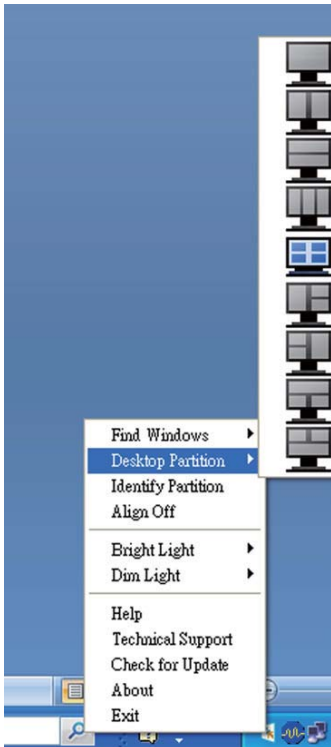 Find Windows
Desktop Partition
Identify Partition
Align Off
Bright Light
Dim Light
Help
Technical Support
Check for Update
About
Exit